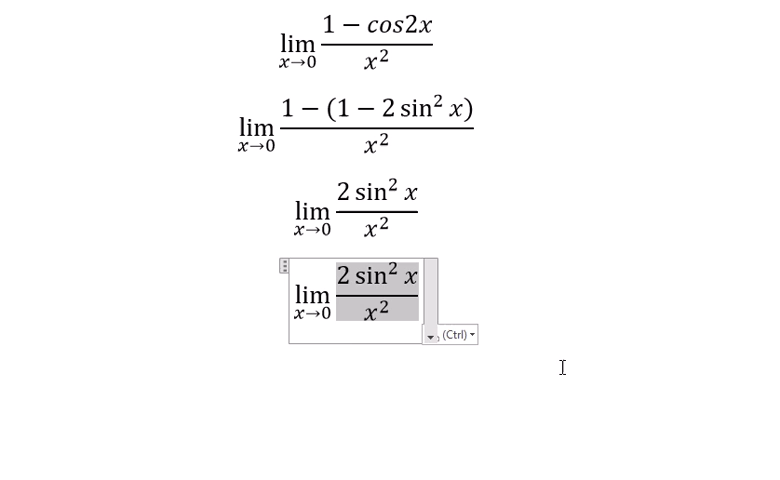 lim x→0 1 − cos2x / x²
lim x→0 1 − (1 − 2 sin² x) / x²
lim x→0 2 sin² x / x²
lim x→0 2 sin² x / x²
(Ctrl)